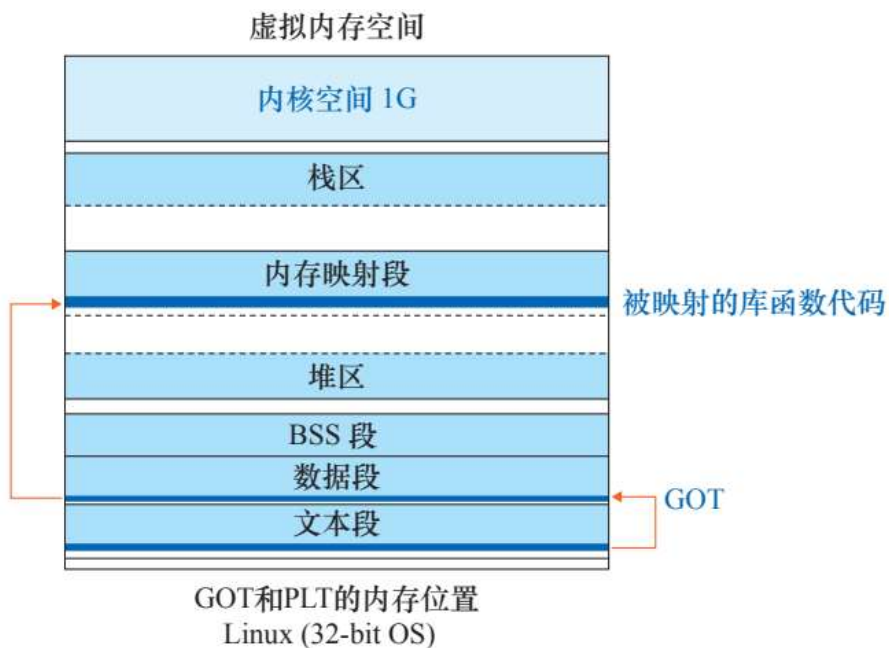 虚拟内存空间
内核空间 1G
栈区
内存映射段
被映射的库函数代码
堆区
BSS 段
数据段
GOT
文本段
GOT和PLT的内存位置
Linux (32-bit OS)